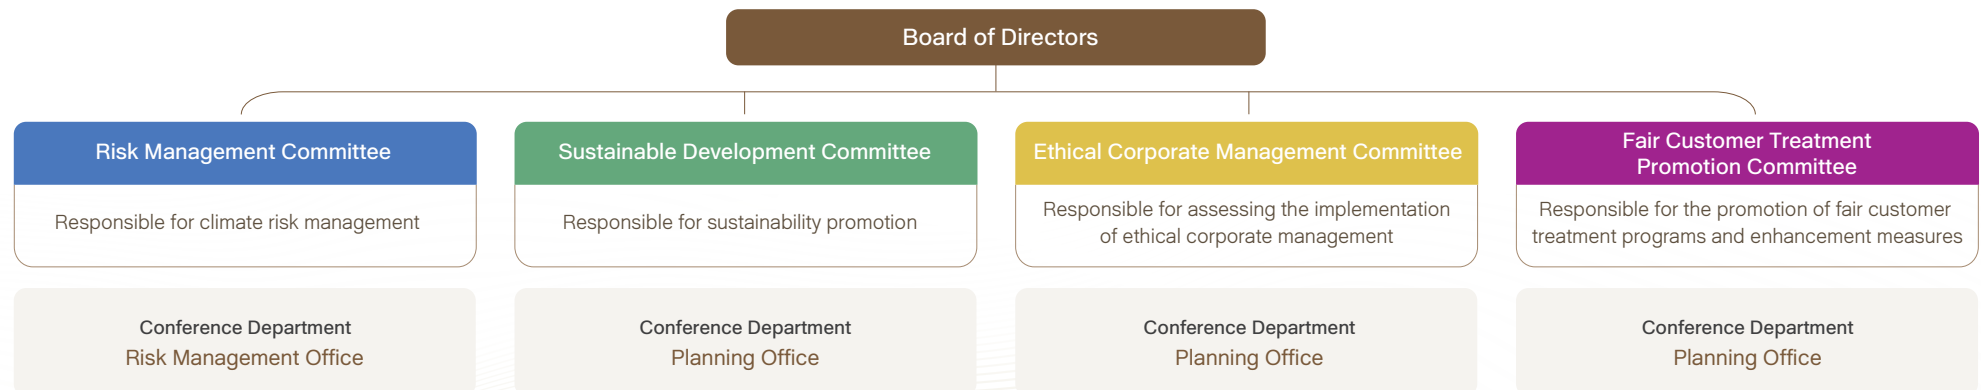 Board of Directors
Risk Management Committee
Responsible for climate risk management
Conference Department
Risk Management Office
Sustainable Development Committee
Responsible for sustainability promotion
Conference Department
Planning Office
Ethical Corporate Management Committee
Responsible for assessing the implementation
of ethical corporate management
Conference Department
Planning Office
Fair Customer Treatment
Promotion Committee
Responsible for the promotion of fair customer
treatment programs and enhancement measures
Conference Department
Planning Office